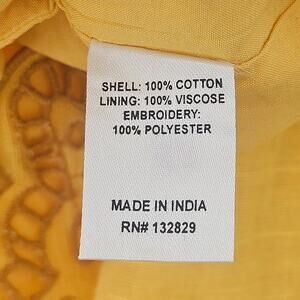 SHELL: 100% COTTON
LINING: 100% VISCOSE
EMBROIDERY:
100% POLYESTER
MADE IN INDIA
RN# 132829